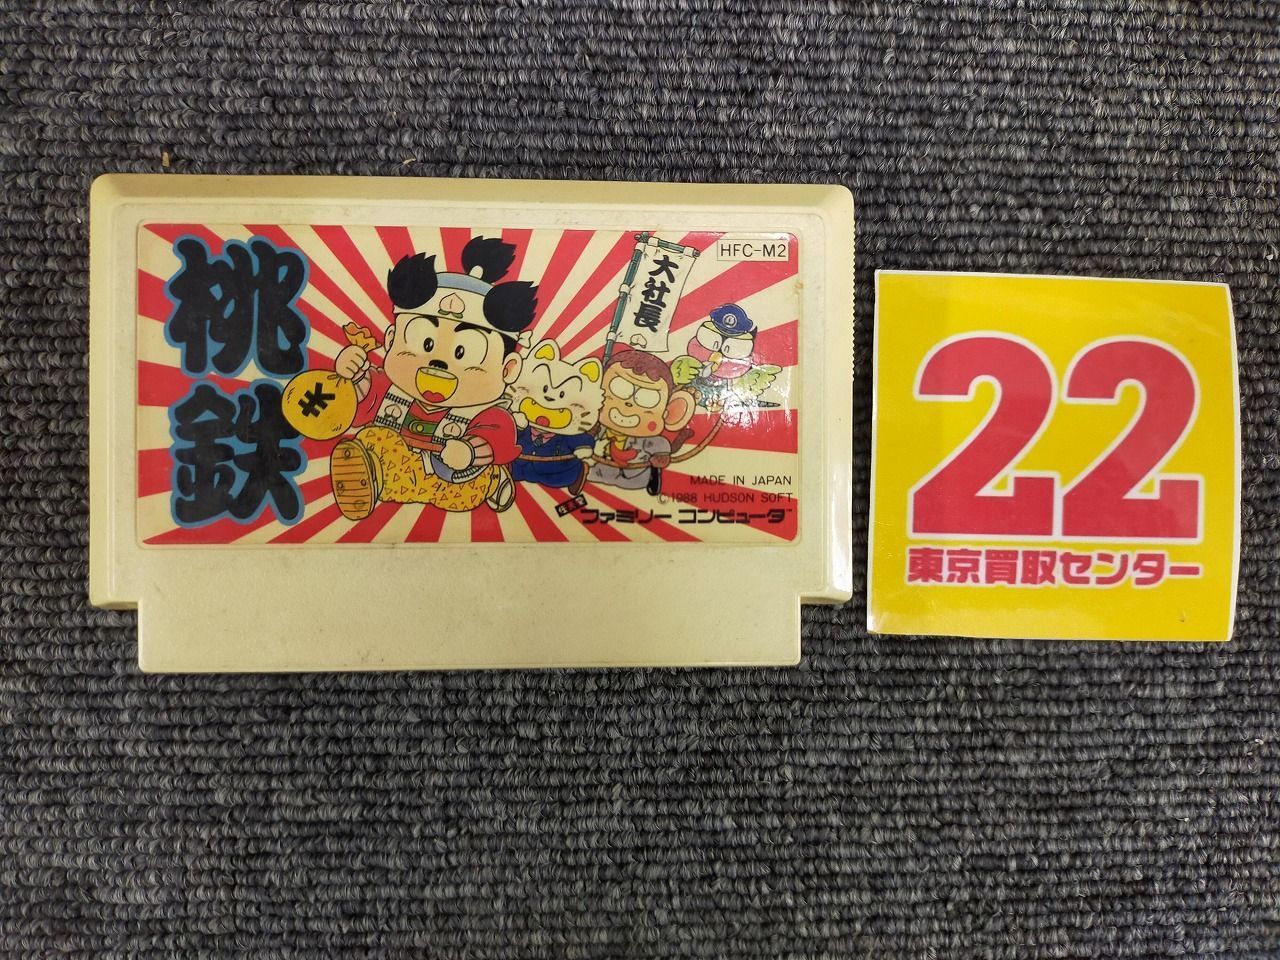 桃
鉄
大社長
HFC-M2
MADE IN JAPAN
©1988 HUDSON SOFT
ファミリーコンピュータ
22
東京買取センター